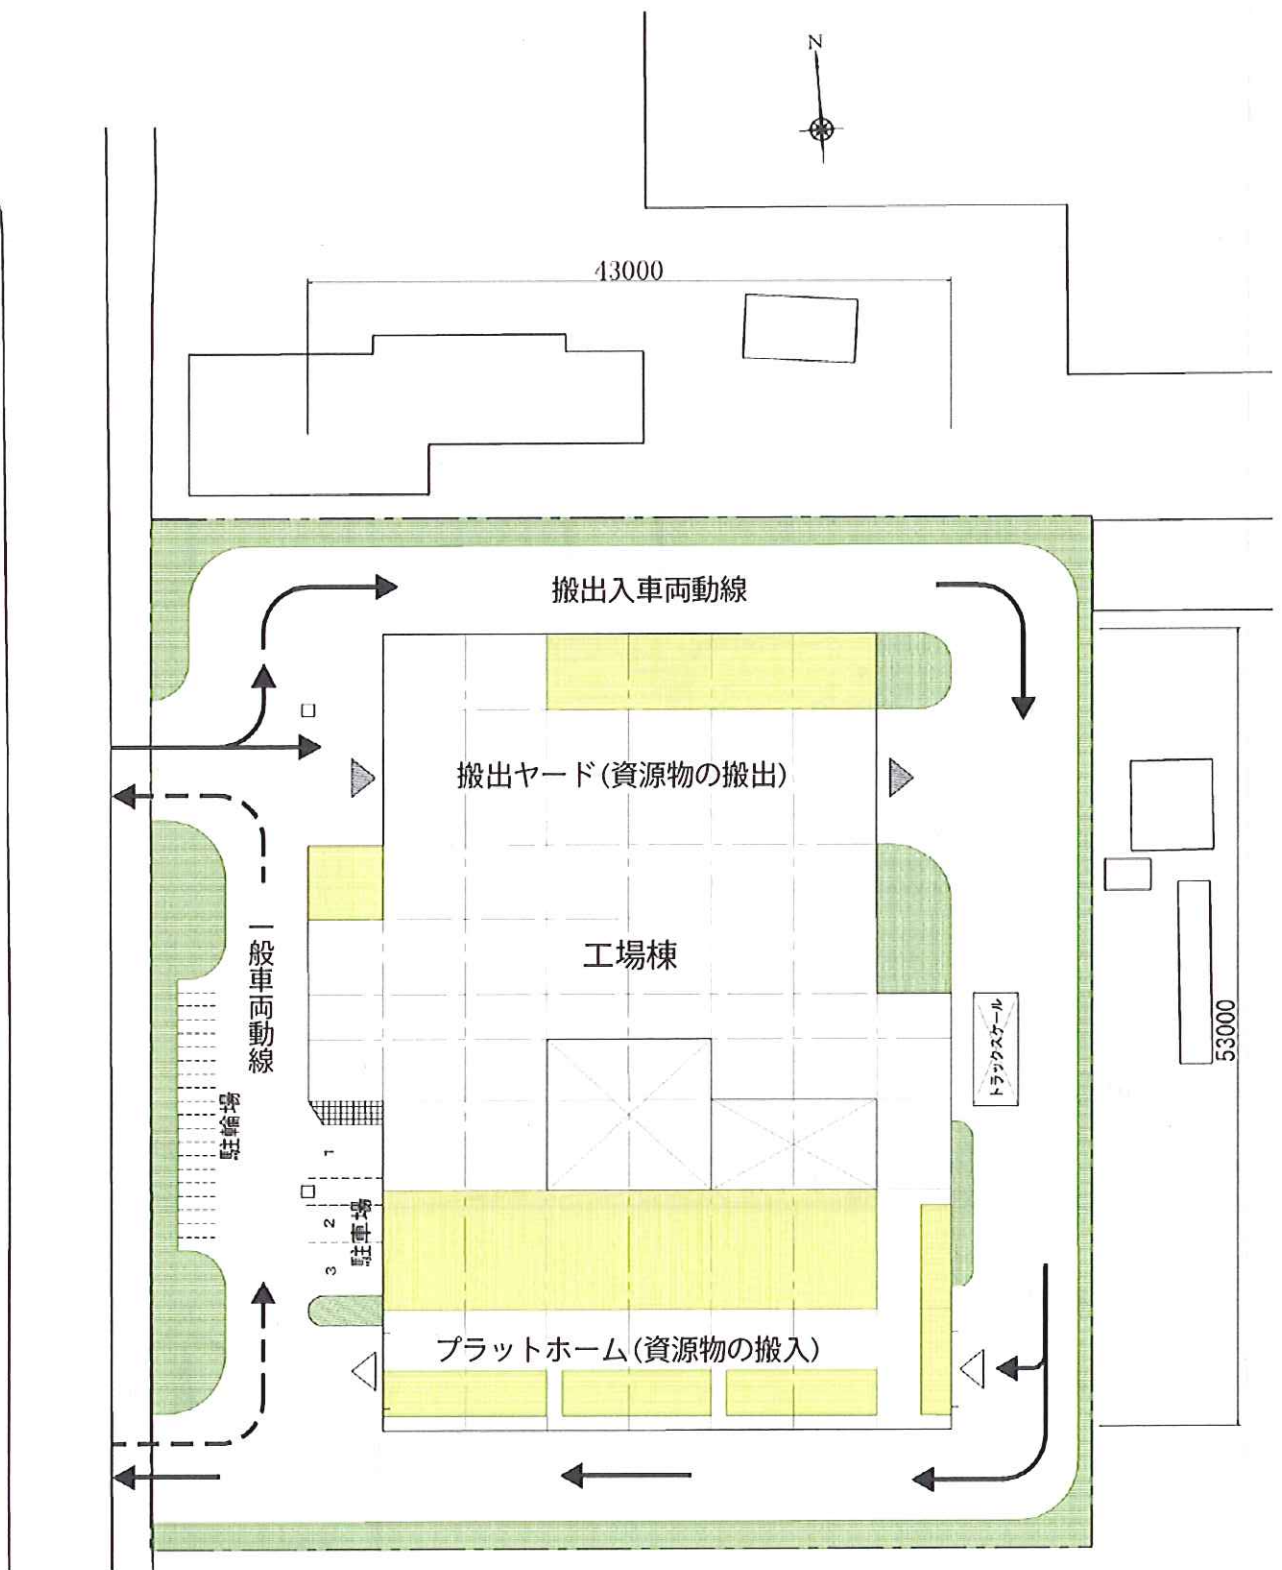 N
43000
搬出入車両動線
搬出ヤード(資源物の搬出)
一般車両動線
工場棟
トラックスケール
53000
駐輪場
1
2
3
駐車場
プラットホーム(資源物の搬入)